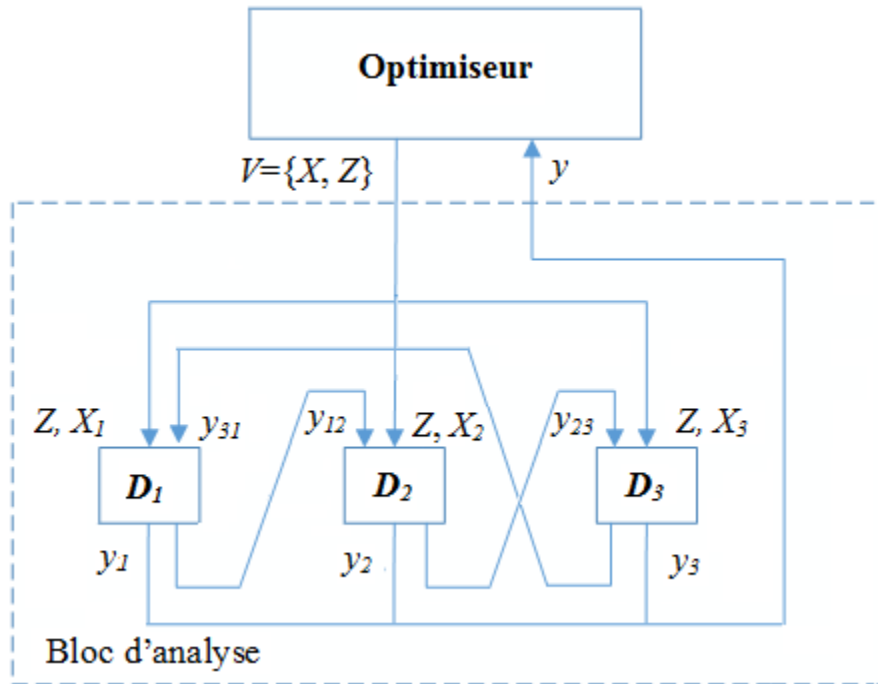 Optimiseur
V={X, Z}
y
Z, X1
y31
y12
Z, X2
y23
Z, X3
D1
D2
D3
y1
y2
y3
Bloc d'analyse